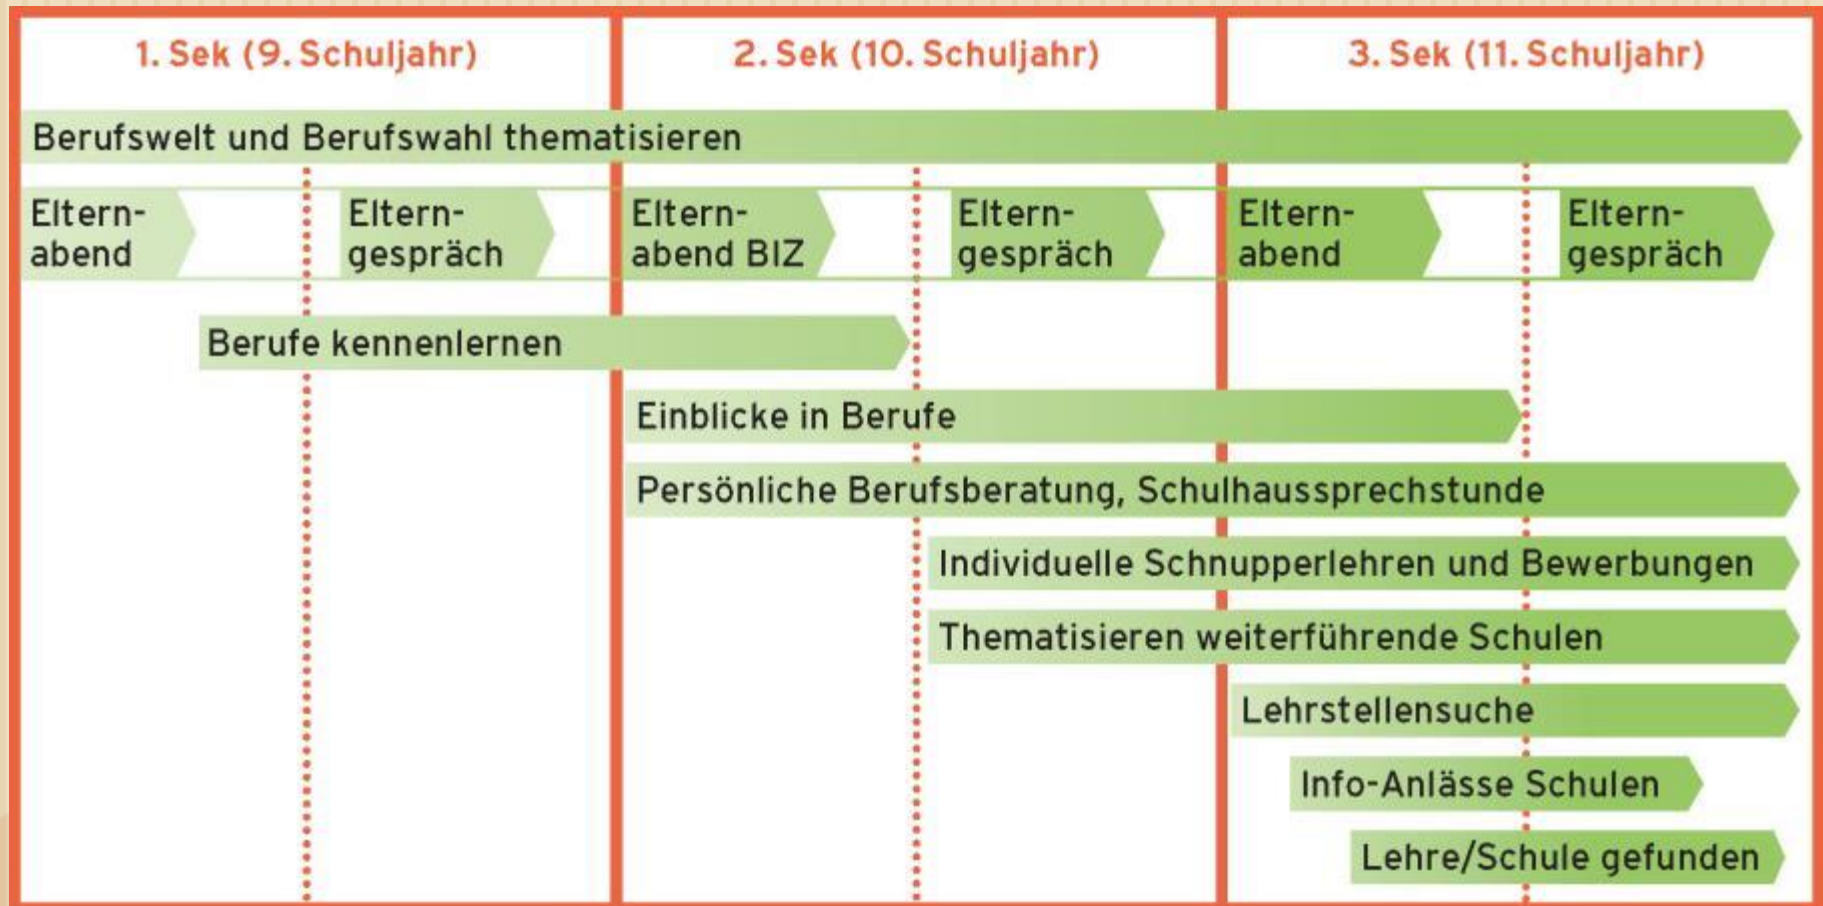 1. Sek (9. Schuljahr)
2. Sek (10. Schuljahr)
3. Sek (11. Schuljahr)
Berufswelt und Berufswahl thematisieren
Eltern-
abend
Eltern-
gespräch
Eltern-
abend BIZ
Eltern-
gespräch
Eltern-
abend
Eltern-
gespräch
Berufe kennenlernen
Einblicke in Berufe
Persönliche Berufsberatung, Schulhaussprechstunde
Individuelle Schnupperlehren und Bewerbungen
Thematisieren weiterführende Schulen
Lehrstellensuche
Info-Anlässe Schulen
Lehre/Schule gefunden